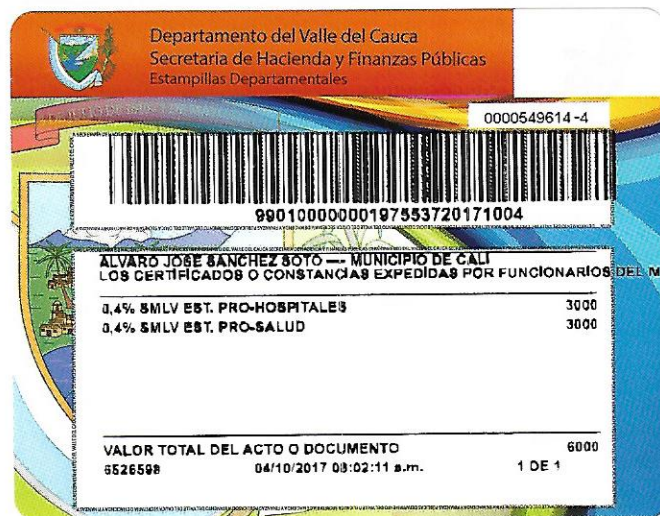 Departamento del Valle del Cauca
Secretaria de Hacienda y Finanzas Públicas
Estampillas Departamentales
0000549614-4
99010000000197553720171004
ALVARO JOSE SANCHEZ SOTO --- MUNICIPIO DE CALI
LOS CERTIFICADOS O CONSTANCIAS EXPEDIDAS POR FUNCIONARIOS DEL M
0,4% SMLV EST. PRO-HOSPITALES 3000
0,4% SMLV EST. PRO-SALUD 3000
VALOR TOTAL DEL ACTO O DOCUMENTO 6000
6526598 04/10/2017 08:02:11 a.m. 1 DE 1